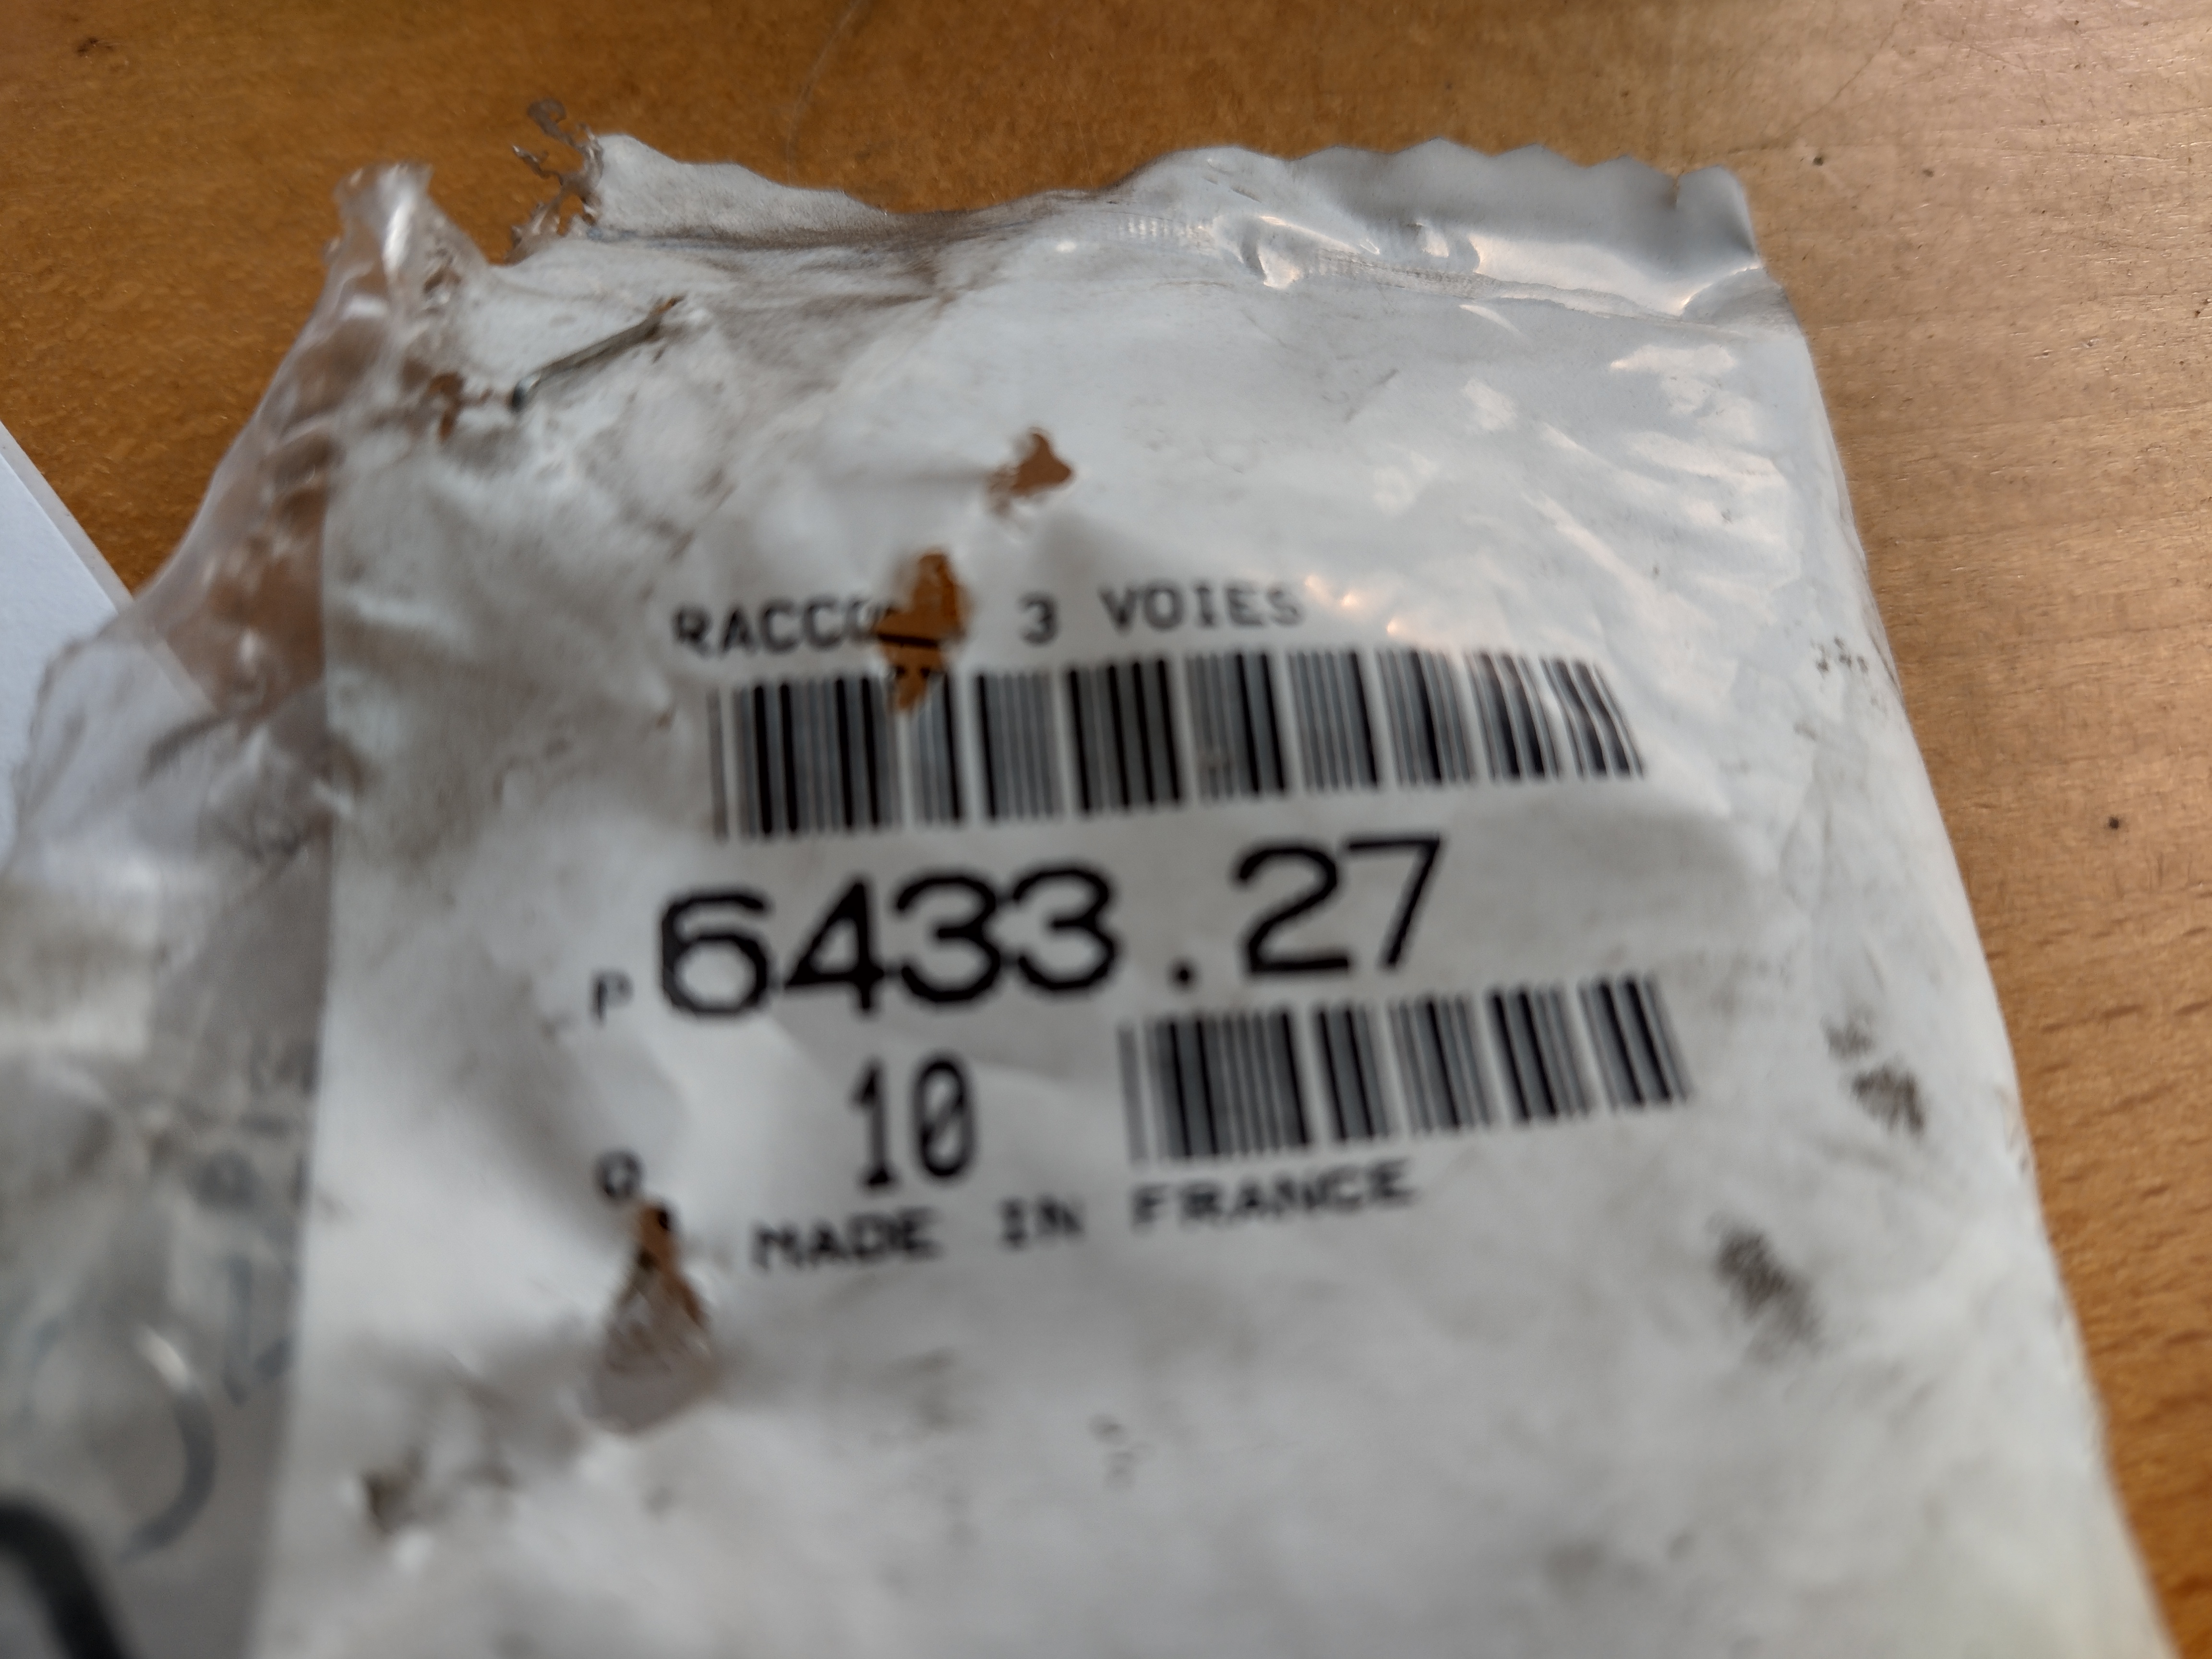 3 VOIES
P 6433.27
Q 10
MADE IN FRANCE